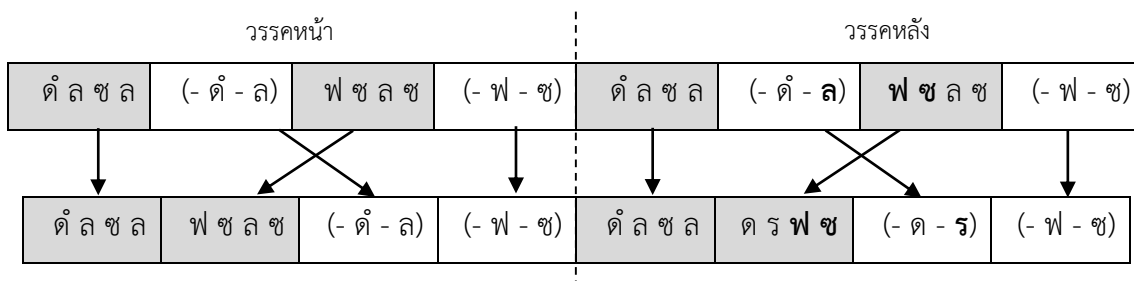 วรรคหน้า วรรคหลัง
ดํ ล ซ ล (- ดํ - ล) ฟ ซ ล ซ (- ฟ - ซ) ดํ ล ซ ล (- ดํ - ล) ฟ ซ ล ซ (- ฟ - ซ)
ดํ ล ซ ล ฟ ซ ล ซ (- ดํ - ล) (- ฟ - ซ) ดํ ล ซ ล ด ร ฟ ซ (- ด - ร) (- ฟ - ซ)